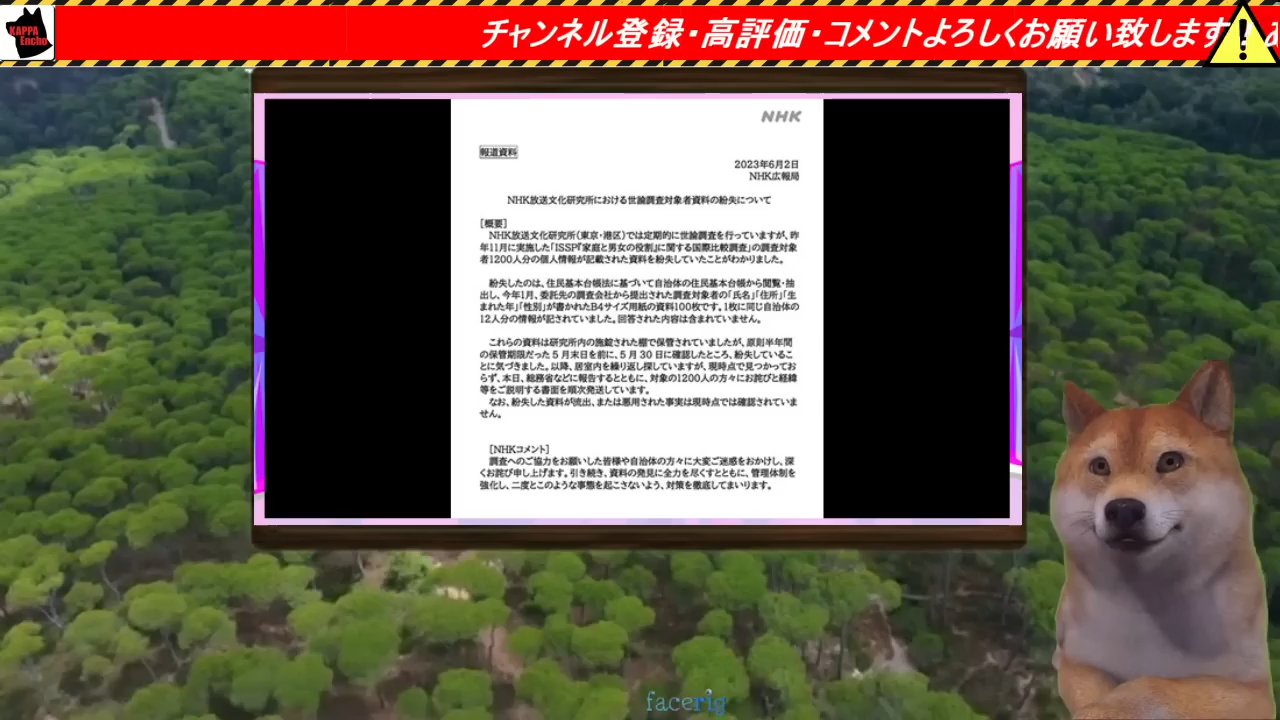 KAPPA
Encho
チャンネル登録・高評価・コメントよろしくお願い致します
NHK
報道資料
2023年6月2日
NHK広報局
NHK放送文化研究所における世論調査対象者資料の紛失について
[概要]
NHK放送文化研究所(東京・港区)では定期的に世論調査を行っていますが、昨
年11月に実施した「ISSP『家庭と男女の役割』に関する国際比較調査」の調査対象
者1200人分の個人情報が記載された資料を紛失していたことがわかりました。
紛失したのは、住民基本台帳法に基づいて自治体の住民基本台帳から閲覧・抽
出し、今年1月、委託先の調査会社から提出された調査対象者の「氏名」「住所」「生
まれた年」「性別」が書かれたB4サイズ用紙の資料100枚です。1枚に同じ自治体の
12人分の情報が記されていました。回答された内容は含まれていません。
これらの資料は研究所内の施錠された棚で保管されていましたが、原則半年間
の保管期限だった5月末日を前に、5月30日に確認したところ、紛失しているこ
とに気づきました。以降、居室内を繰り返し探していますが、現時点で見つかってお
らず、本日、総務省などに報告するとともに、対象の1200人の方々にお詫びと経緯
等をご説明する書面を順次発送しています。
なお、紛失した資料が流出、または悪用された事実は現時点では確認されていま
せん。
[NHKコメント]
調査へのご協力をお願いした皆様や自治体の方々に大変ご迷惑をおかけし、深
くお詫び申し上げます。引き続き、資料の発見に全力を尽くすとともに、管理体制を
強化し、二度とこのような事態を起こさないよう、対策を徹底してまいります。
facerig